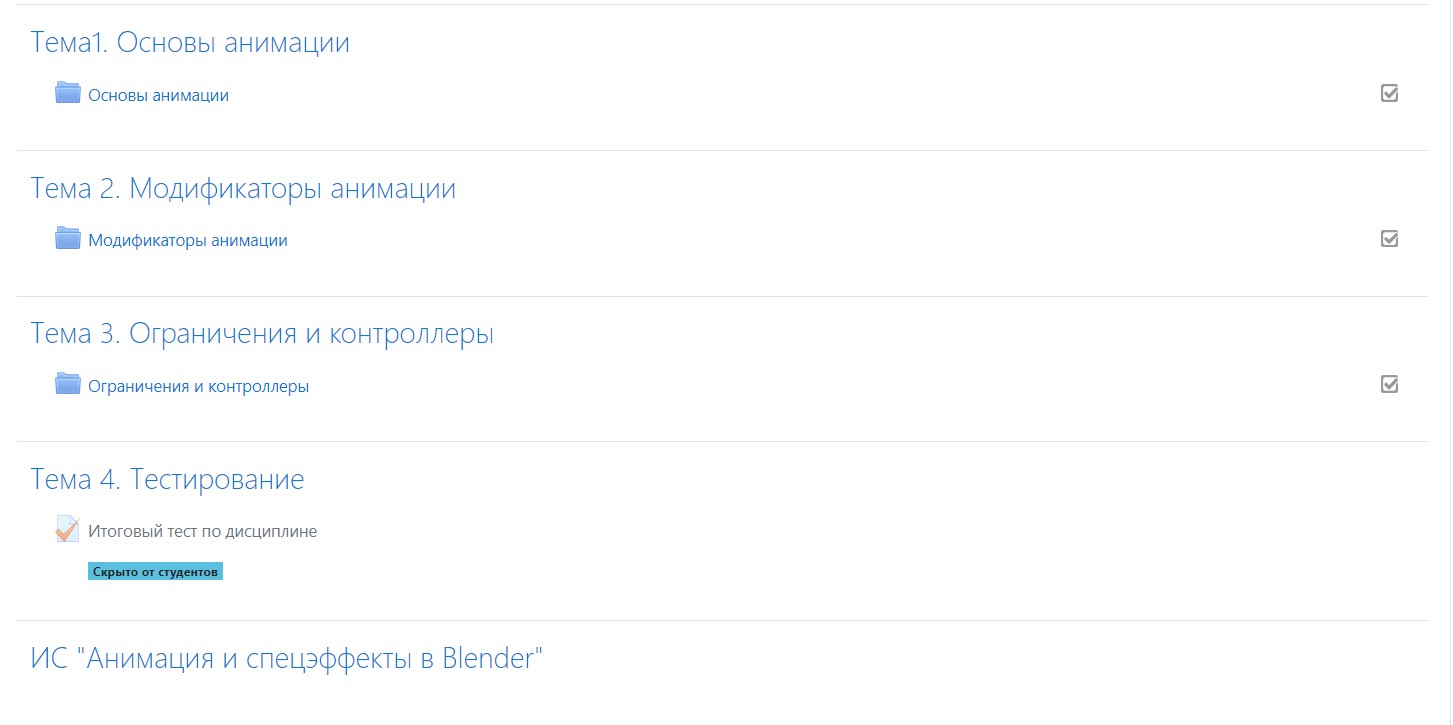 Тема1. Основы анимации
Основы анимации
Тема 2. Модификаторы анимации
Модификаторы анимации
Тема 3. Ограничения и контроллеры
Ограничения и контроллеры
Тема 4. Тестирование
Итоговый тест по дисциплине
Скрыто от студентов
ИС "Анимация и спецэффекты в Blender"